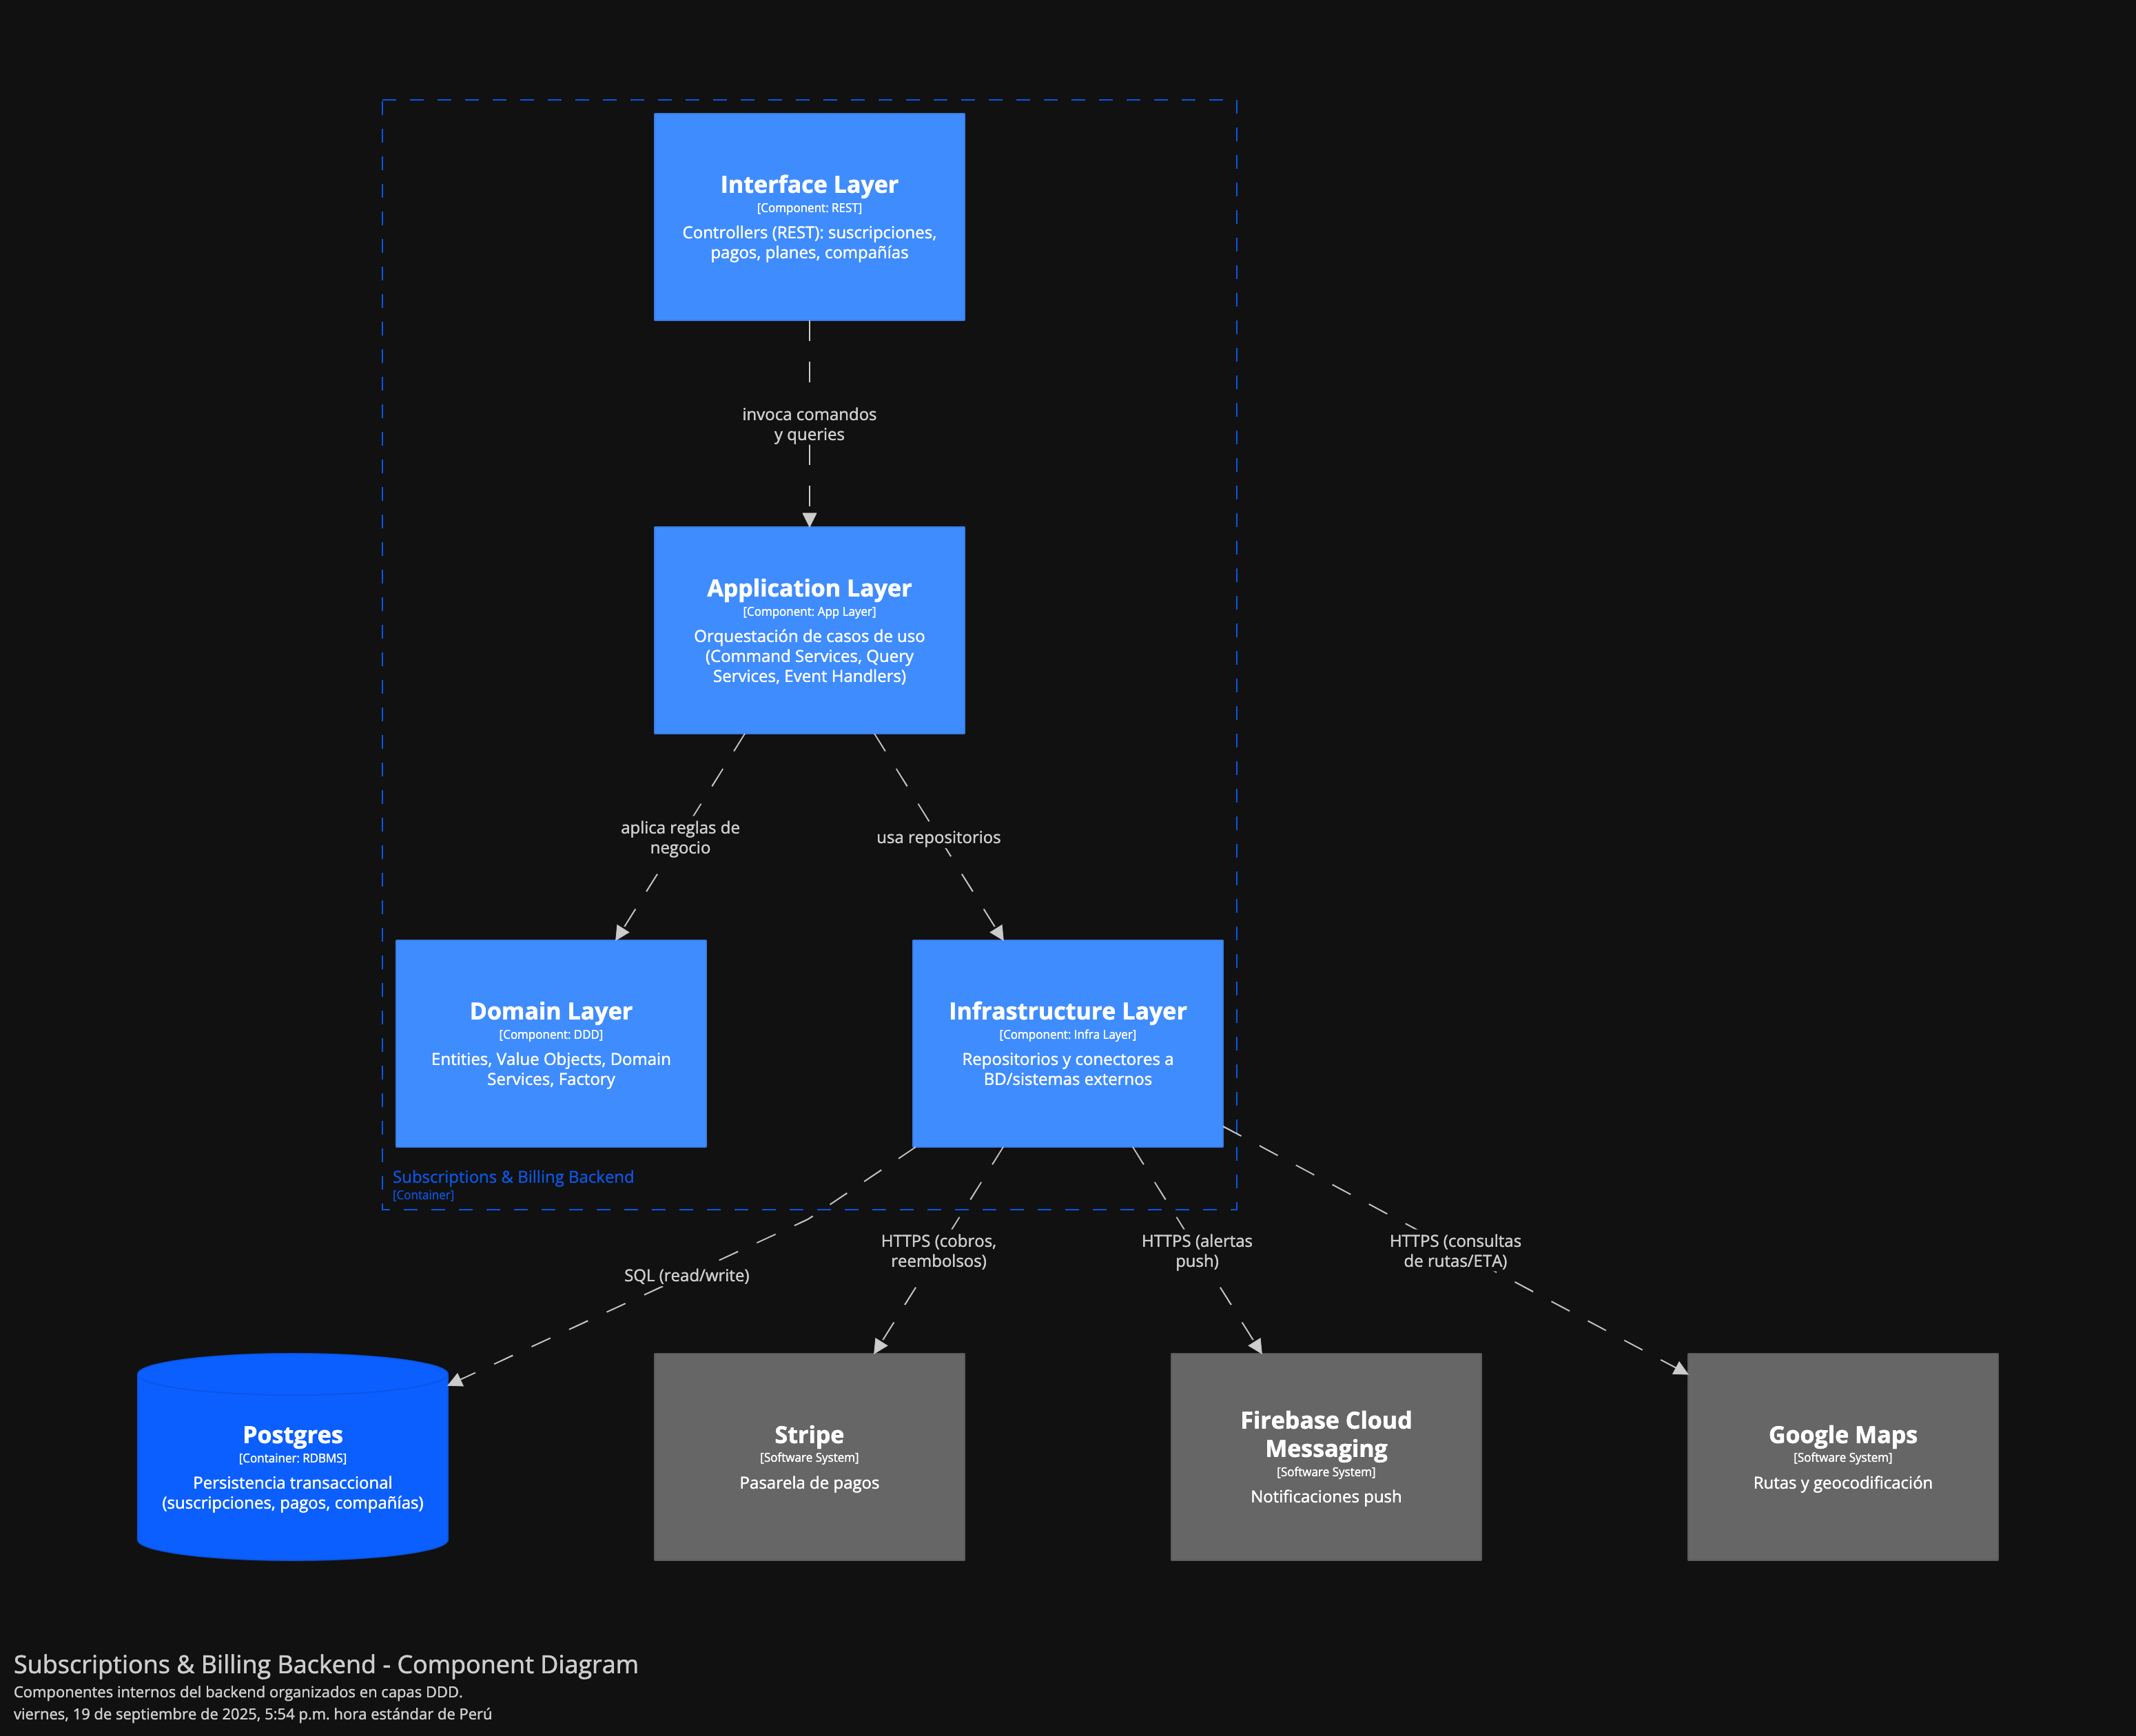 Interface Layer
[Component: REST]
Controllers (REST): suscripciones,
pagos, planes, compañías
invoca comandos
y queries
Application Layer
[Component: App Layer]
Orquestación de casos de uso
(Command Services, Query
Services, Event Handlers)
aplica reglas de
negocio
usa repositorios
Domain Layer
[Component: DDD]
Entities, Value Objects, Domain
Services, Factory
Infrastructure Layer
[Component: Infra Layer]
Repositorios y conectores a
BD/sistemas externos
Subscriptions & Billing Backend
[Container]
SQL (read/write)
HTTPS (cobros,
reembolsos)
HTTPS (alertas
push)
HTTPS (consultas
de rutas/ETA)
Postgres
[Container: RDBMS]
Persistencia transaccional
(suscripciones, pagos, compañías)
Stripe
[Software System]
Pasarela de pagos
Firebase Cloud
Messaging
[Software System]
Notificaciones push
Google Maps
[Software System]
Rutas y geocodificación
Subscriptions & Billing Backend - Component Diagram
Componentes internos del backend organizados en capas DDD.
viernes, 19 de septiembre de 2025, 5:54 p.m. hora estándar de Perú